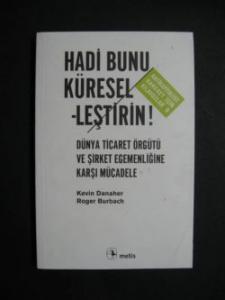 HADİ BUNU
KÜRESEL
-LEŞTİRİN!
DÜNYA TİCARET ÖRGÜTÜ
VE ŞİRKET EGEMENLİĞİNE
KARŞI MÜCADELE
Kevin Danaher
Roger Burbach
metis